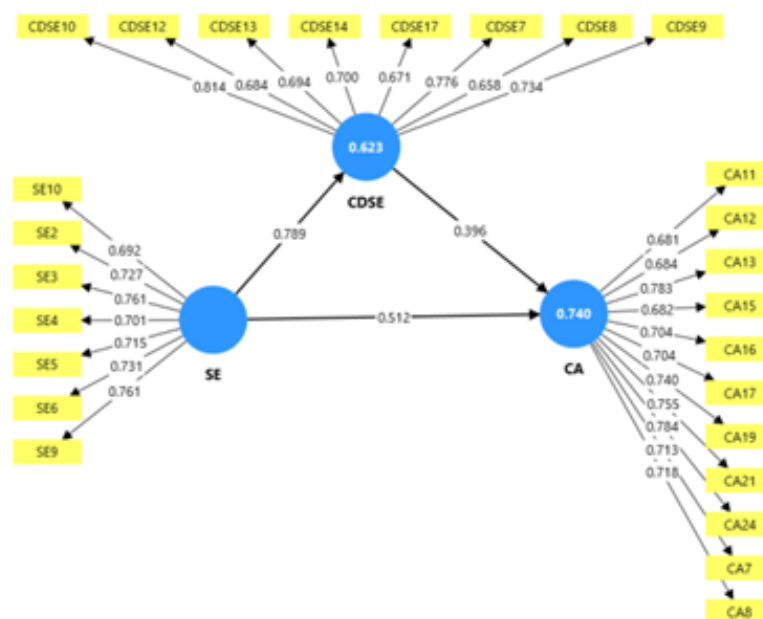 CDSE10 CDSE12 CDSE13 CDSE14 CDSE17 CDSE7 CDSE8 CDSE9
0.814 0.684 0.694 0.700 0.671 0.776 0.658 0.734
0.623
CDSE
SE10
SE2
SE3
SE4
SE5
SE6
SE9
0.692
0.727
0.761
0.701
0.715
0.731
0.761
SE
0.789
0.396
0.512
0.740
CA
0.681
0.684
0.783
0.682
0.704
0.704
0.740
0.755
0.784
0.713
0.718
CA11
CA12
CA13
CA15
CA16
CA17
CA19
CA21
CA24
CA7
CA8